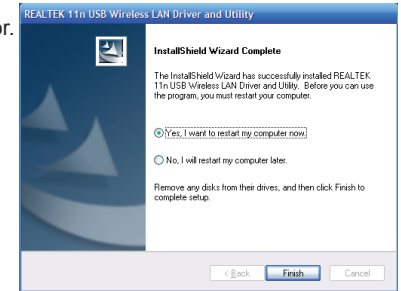 or.
REALTEK 11n USB Wireless LAN Driver and Utility
InstallShield Wizard Complete
The InstallShield Wizard has successfully installed REALTEK
11n USB Wireless LAN Driver and Utility. Before you can use
the program, you must restart your computer.
Yes, I want to restart my computer now.
No, I will restart my computer later.
Remove any disks from their drives, and then click Finish to
complete setup.
< Back Finish Cancel